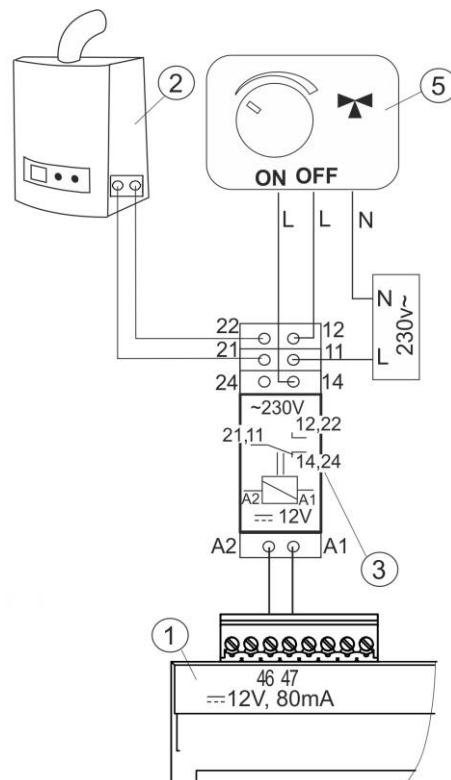 2
5
ON OFF
L L N
N
L
230v~
22 12
21 11
24 14
~230V
12,22
21,11
14,24
A2 A1
12V
A2 A1
3
1
46 47
12V, 80mA